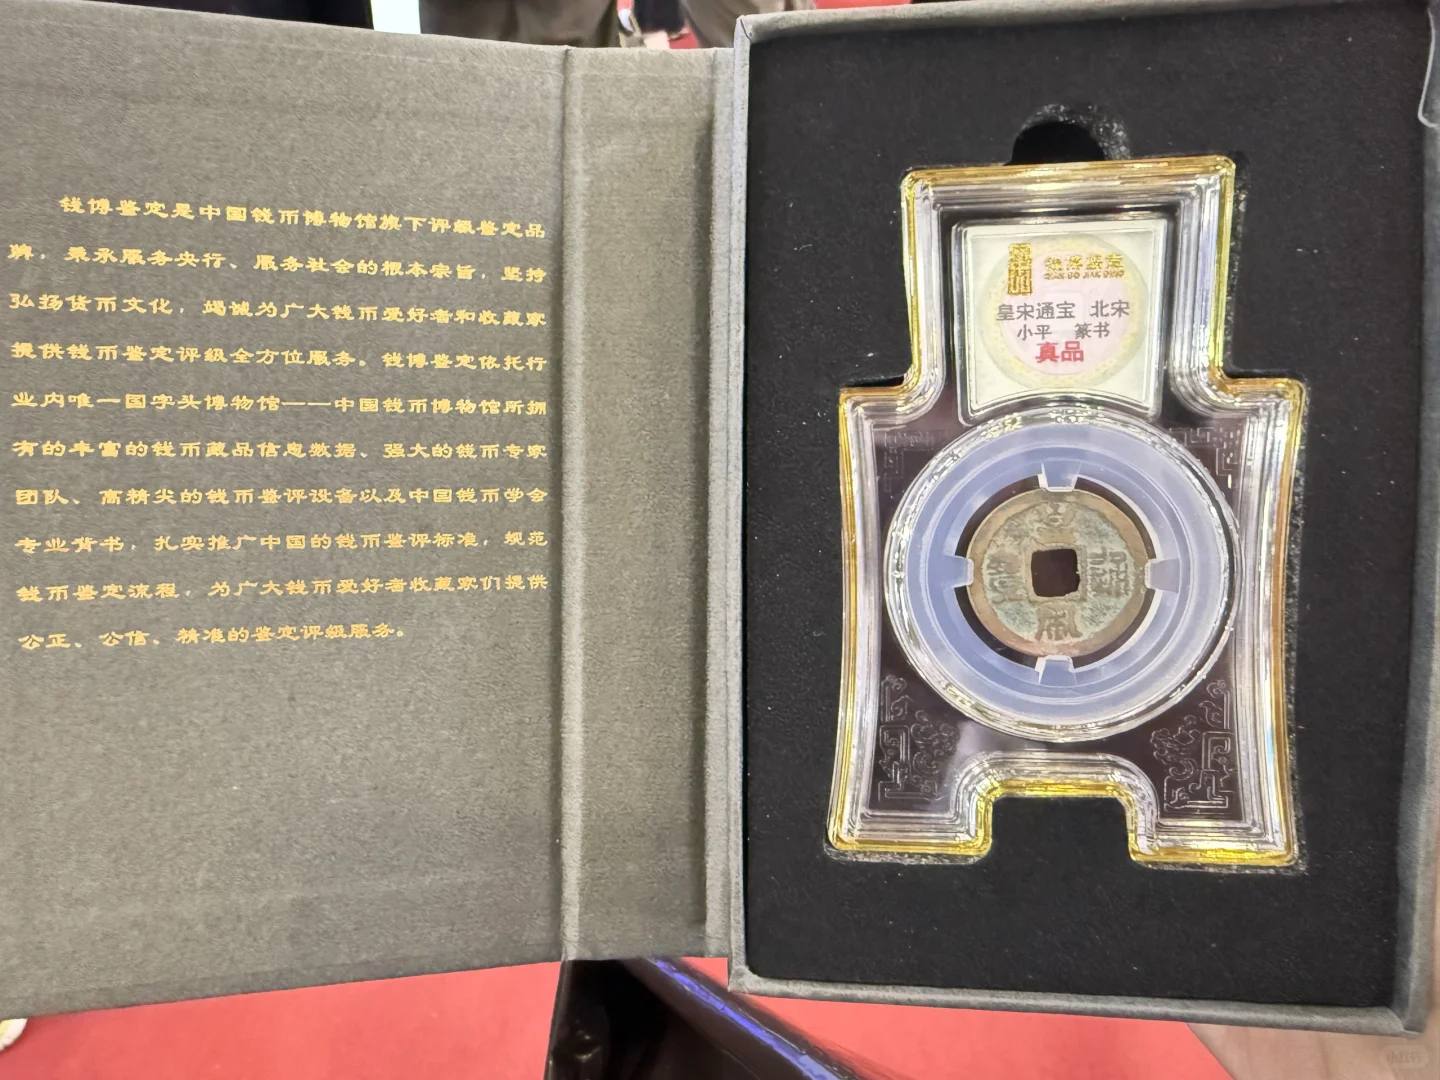 钱博鉴定是中国钱币博物馆旗下评级鉴定品
牌，秉承服务央行、服务社会的根本宗旨，坚持
弘扬货币文化，竭诚为广大钱币爱好者和收藏家
提供钱币鉴定评级全方位服务。钱博鉴定依托行
业内唯一国字头博物馆——中国钱币博物馆所拥
有的丰富的钱币藏品信息数据、强大的钱币专家
团队、高精尖的钱币鉴评设备以及中国钱币学会
专业背书，扎实推广中国的钱币鉴评标准，规范
钱币鉴定流程，为广大钱币爱好者收藏家们提供
公正、公信、精准的鉴定评级服务。
钱博鉴定
QIAN BO JIAN DING
皇宋通宝 北宋
小平 篆书
真品
小红书